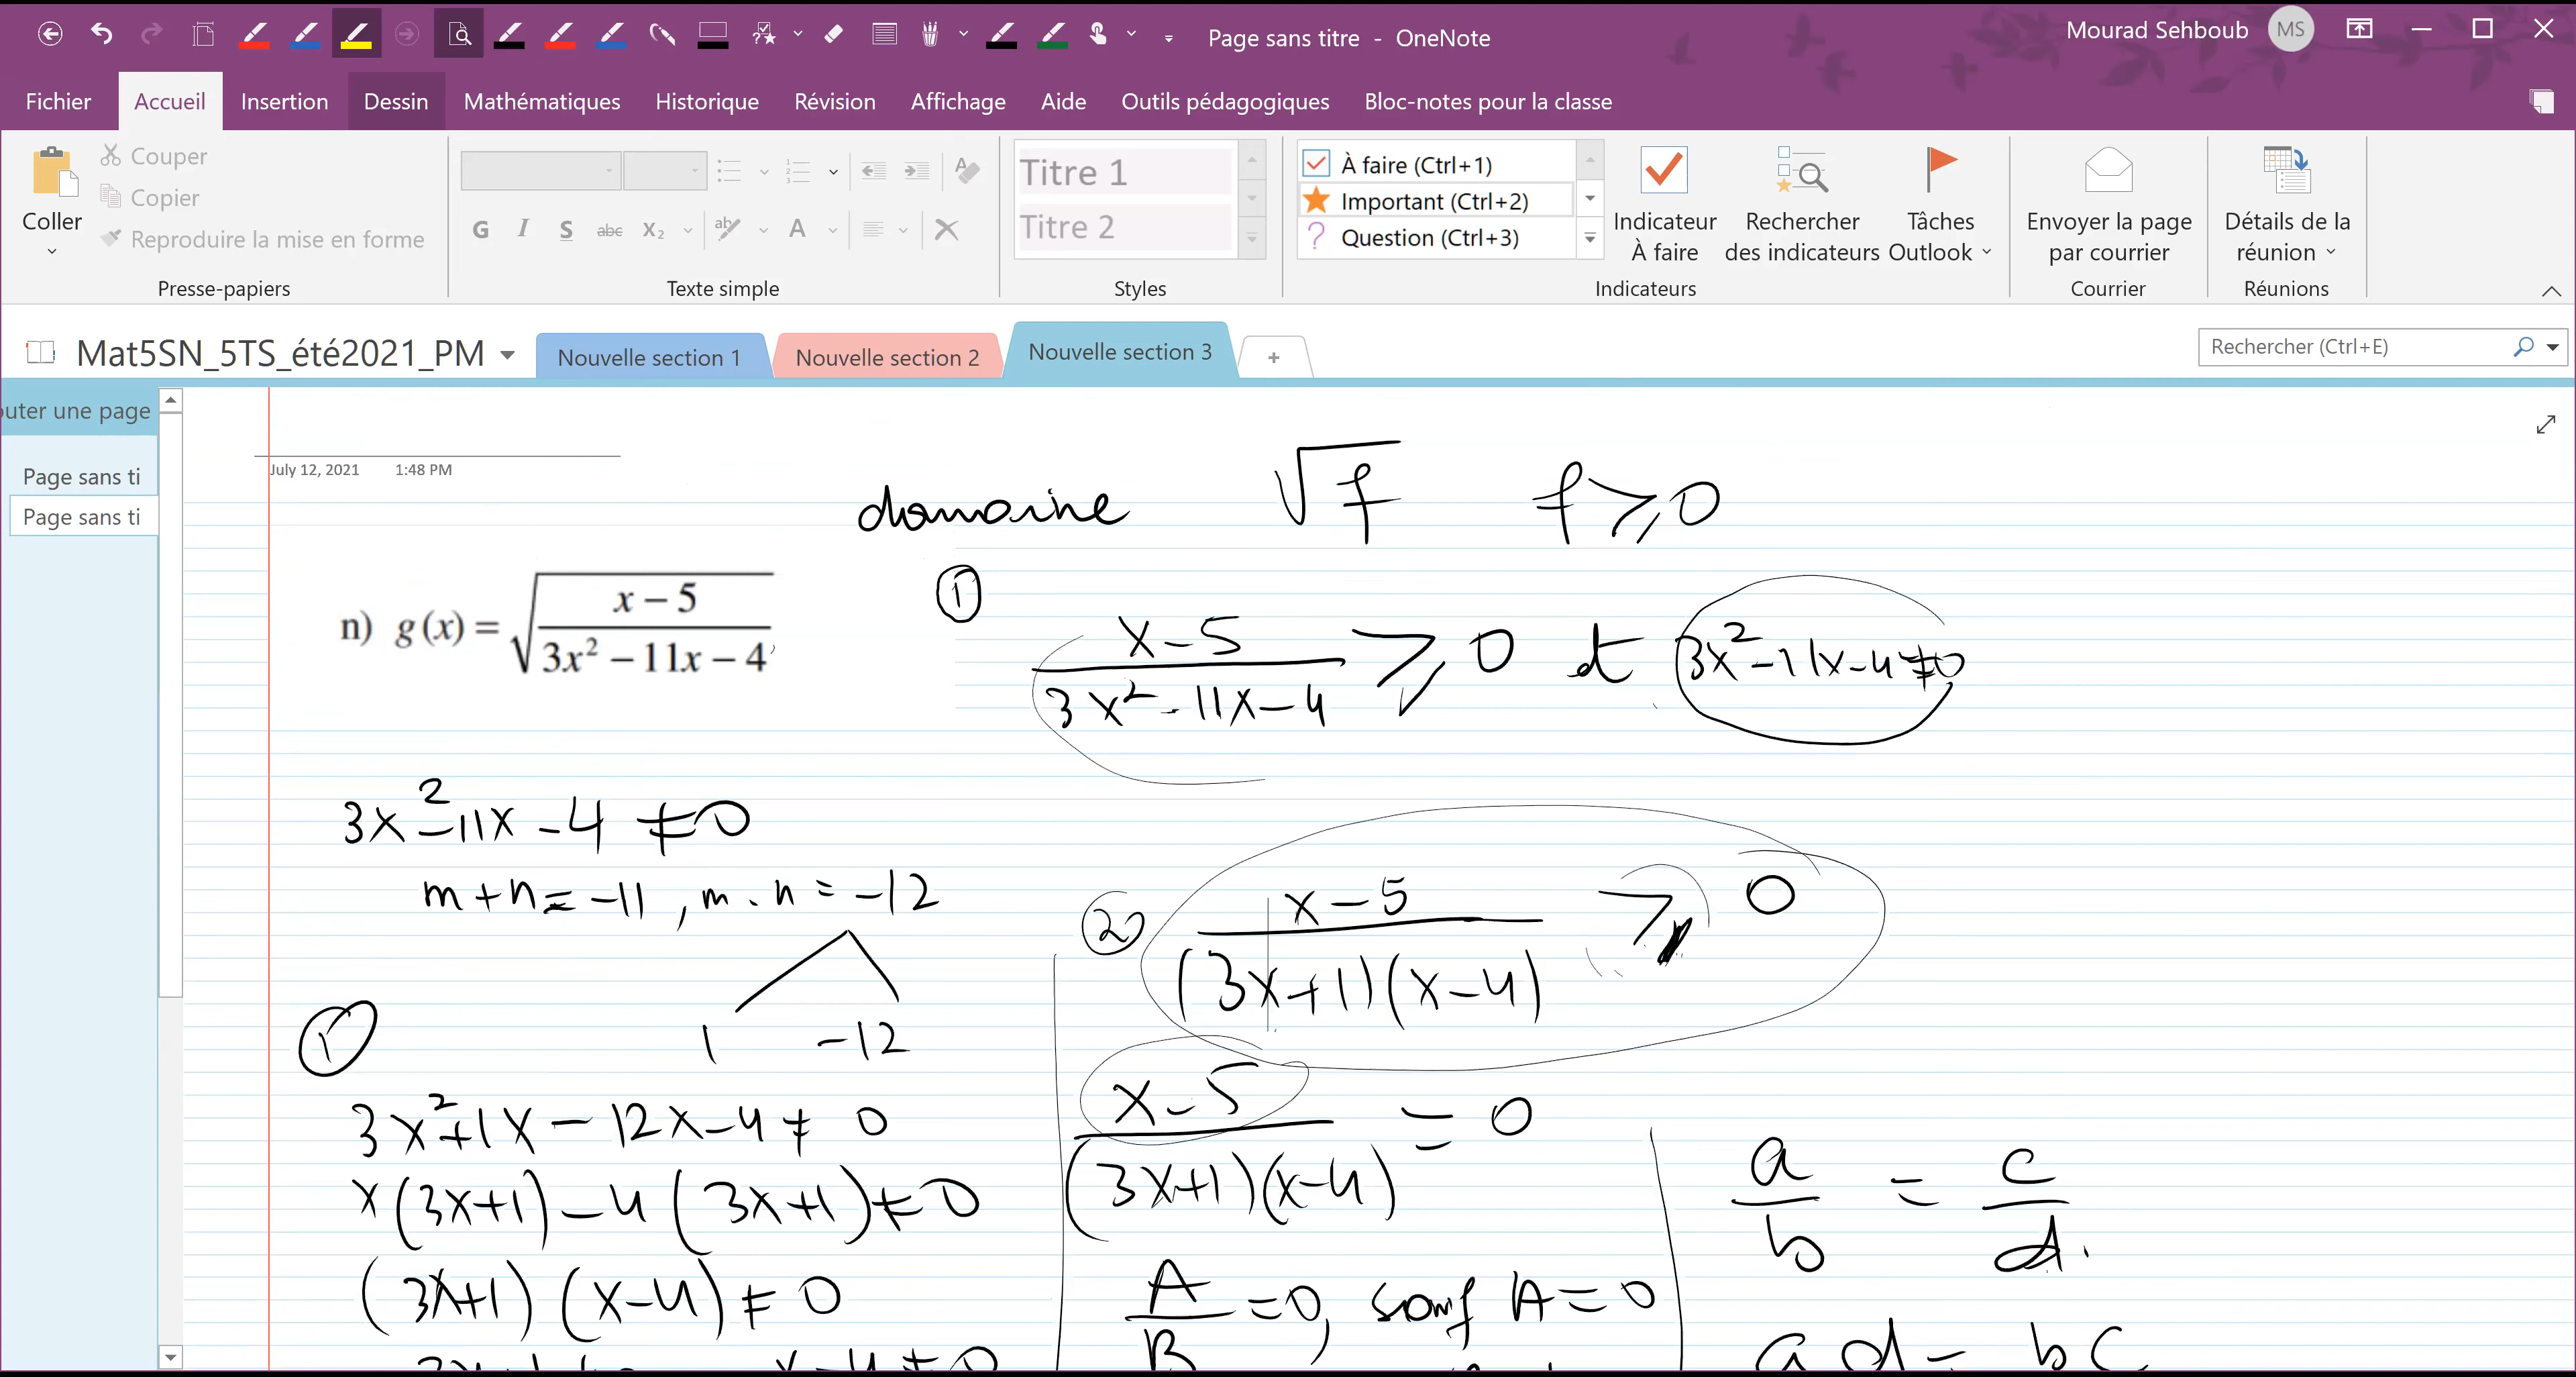 Page sans titre - OneNote
Mourad Sehboub
MS
Fichier Accueil Insertion Dessin Mathématiques Historique Révision Affichage Aide Outils pédagogiques Bloc-notes pour la classe
Coller
Couper
Copier
Reproduire la mise en forme
Presse-papiers
G I S abc X₂ ab A
Texte simple
Titre 1
Titre 2
Styles
À faire (Ctrl+1)
Important (Ctrl+2)
Question (Ctrl+3)
Indicateur
À faire
Rechercher
des indicateurs
Tâches
Outlook
Indicateurs
Envoyer la page
par courrier
Courrier
Détails de la
réunion
Réunions
Mat5SN_5TS_été2021_PM
Nouvelle section 1
Nouvelle section 2
Nouvelle section 3
+
Rechercher (Ctrl+E)
outer une page
Page sans ti
Page sans ti
July 12, 2021 1:48 PM
domaine √f f ≥ 0
n) g(x) = √((x − 5)/(3x² − 11x − 4))
① (x − 5)/(3x² − 11x − 4) ≥ 0 et 3x² − 11x − 4 ≠ 0
3x² − 11x − 4 ≠ 0
m + n = −11, m . n = −12
1 −12
①
3x² + 1x − 12x − 4 ≠ 0
x(3x+1) − 4(3x+1) ≠ 0
(3x+1)(x−4) ≠ 0
② (x − 5)/((3x+1)(x−4)) ≥ 0
(x − 5)/((3x+1)(x−4)) = 0
A/B = 0, ssi A = 0
a/b = c/d
a d = b c